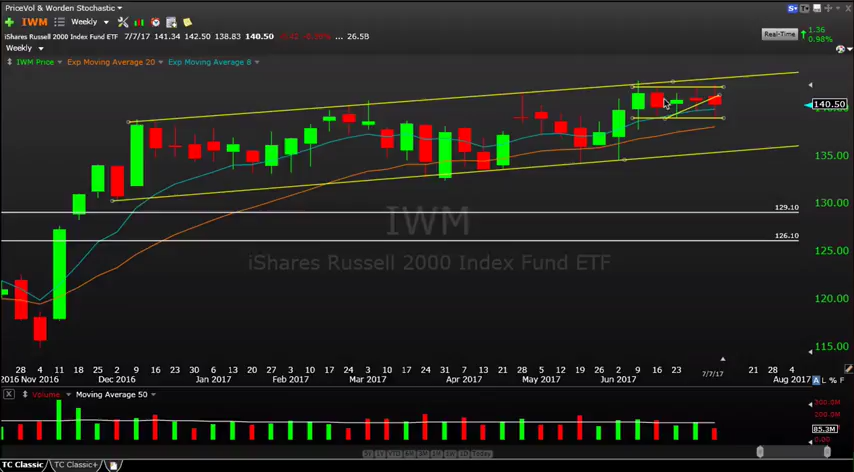 PriceVol & Worden Stochastic
IWM Weekly
iShares Russell 2000 Index Fund ETF 7/7/17 141.34 142.50 138.83 140.50 ... 26.5B
Real-Time 1.36
0.98%
Weekly
IWM Price Exp Moving Average 20 Exp Moving Average 8
140.50
135.00
129.10
130.00
IWM
126.10
125.00
iShares Russell 2000 Index Fund ETF
120.00
115.00
28 4 11 18 25 2 9 16 23 30 6 13 20 27 3 10 17 24 31 7 14 21 28 5 12 19 26 2 9 16 23 21 28 4
2016 Nov 2016 Dec 2016 Jan 2017 Feb 2017 Mar 2017 Apr 2017 May 2017 Jun 2017 7/7/17 Aug 2017 A L % F
X Volume Moving Average 50
300.0M
200.0M
85.3M
TC Classic TC Classic+